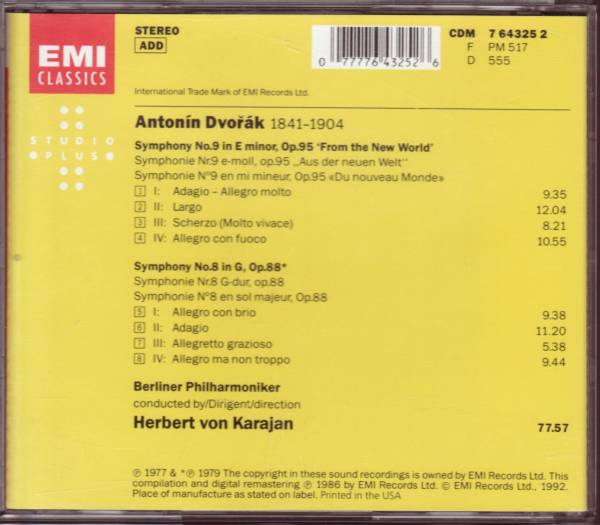 EMI
CLASSICS
STUDIO
PLUS
STEREO
ADD
0 77776 43252 6
CDM 7 64325 2
F PM 517
D 555
International Trade Mark of EMI Records Ltd.
Antonín Dvořák 1841–1904
Symphony No.9 in E minor, Op.95 ‘From the New World’
Symphonie Nr.9 e-moll, op.95 „Aus der neuen Welt‘‘
Symphonie N°9 en mi mineur, Op.95 «Du nouveau Monde»
1 I: Adagio – Allegro molto 9.35
2 II: Largo 12.04
3 III: Scherzo (Molto vivace) 8.21
4 IV: Allegro con fuoco 10.55
Symphony No.8 in G, Op.88*
Symphonie Nr.8 G-dur, op.88
Symphonie N°8 en sol majeur, Op.88
5 I: Allegro con brio 9.38
6 II: Adagio 11.20
7 III: Allegretto grazioso 5.38
8 IV: Allegro ma non troppo 9.44
Berliner Philharmoniker
conducted by/Dirigent/direction
Herbert von Karajan 77.57
℗ 1977 & *℗ 1979 The copyright in these sound recordings is owned by EMI Records Ltd. This
compilation and digital remastering ℗ 1986 by EMI Records Ltd. © EMI Records Ltd., 1992.
Place of manufacture as stated on label. Printed in the USA